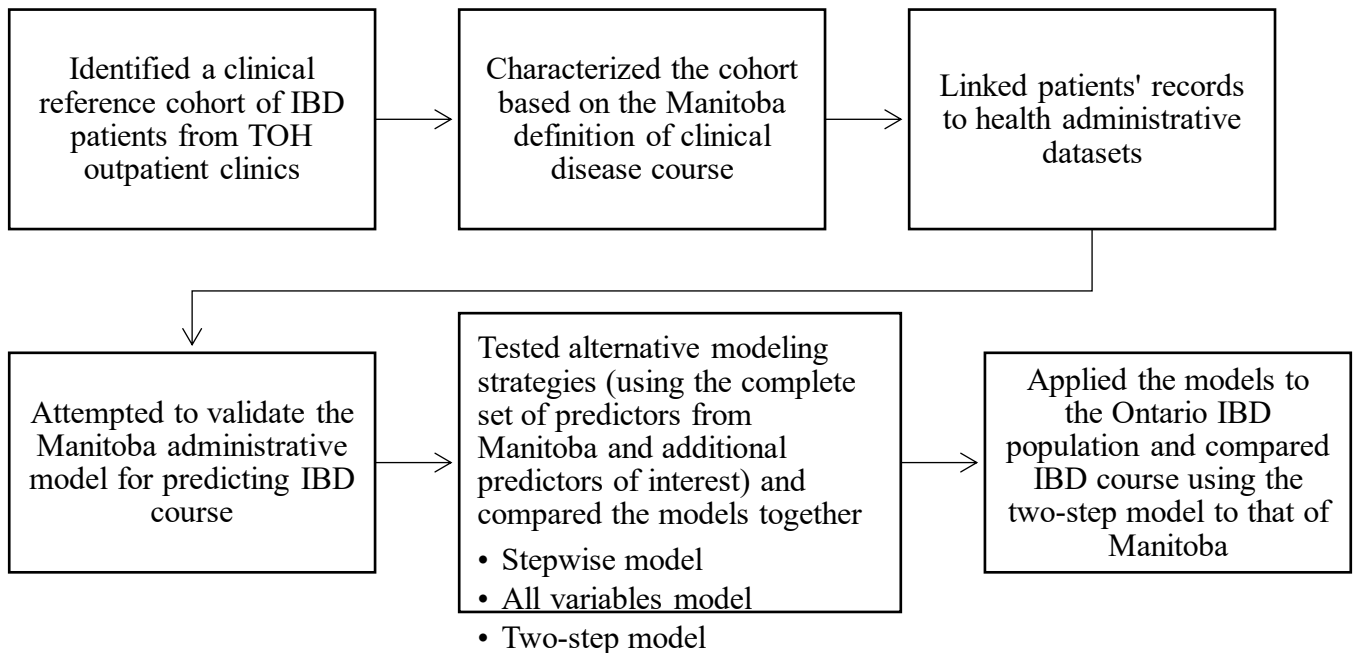 Identified a clinical
reference cohort of IBD
patients from TOH
outpatient clinics
Characterized the cohort
based on the Manitoba
definition of clinical
disease course
Linked patients' records
to health administrative
datasets
Attempted to validate the
Manitoba administrative
model for predicting IBD
course
Tested alternative modeling
strategies (using the complete
set of predictors from
Manitoba and additional
predictors of interest) and
compared the models together
• Stepwise model
• All variables model
• Two-step model
Applied the models to
the Ontario IBD
population and compared
IBD course using the
two-step model to that of
Manitoba